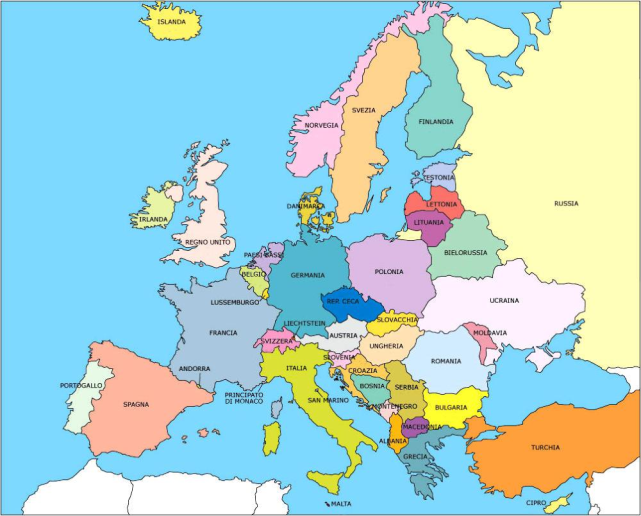 ISLANDA
SVEZIA
NORVEGIA
FINLANDIA
ESTONIA
DANIMARCA
LETTONIA
RUSSIA
IRLANDA
LITUANIA
REGNO UNITO
PAESI BASSI
BIELORUSSIA
BELGIO
GERMANIA
POLONIA
LUSSEMBURGO
REP. CECA
UCRAINA
SLOVACCHIA
LIECHTSTEIN
FRANCIA
AUSTRIA
MOLDAVIA
SVIZZERA
UNGHERIA
SLOVENIA
ROMANIA
ANDORRA
ITALIA
CROAZIA
PORTOGALLO
BOSNIA
SERBIA
PRINCIPATO
DI MONACO
SAN MARINO
SPAGNA
MONTENEGRO
BULGARIA
MACEDONIA
ALBANIA
TURCHIA
GRECIA
MALTA
CIPRO